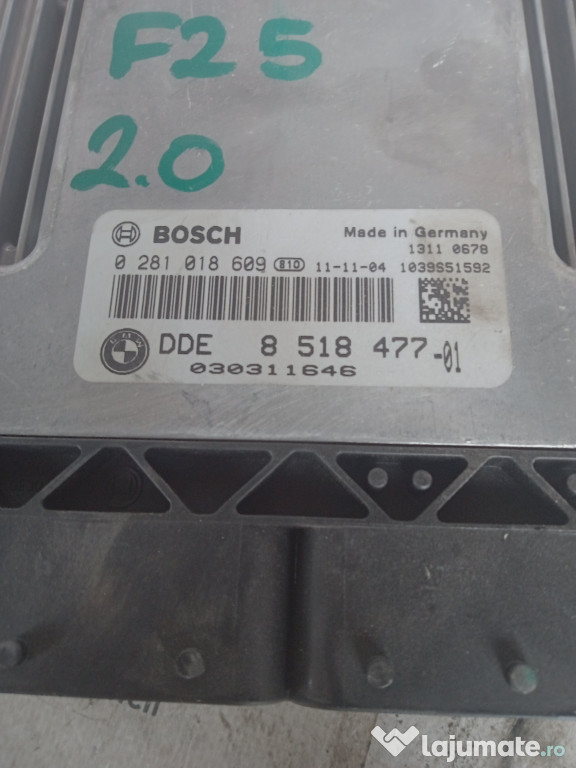 F25
2.0
BOSCH Made in Germany
1311 0678
0 281 018 609 810 11-11-04 1039S51592
BMW DDE 8 518 477-01
030311646
lajumate.ro